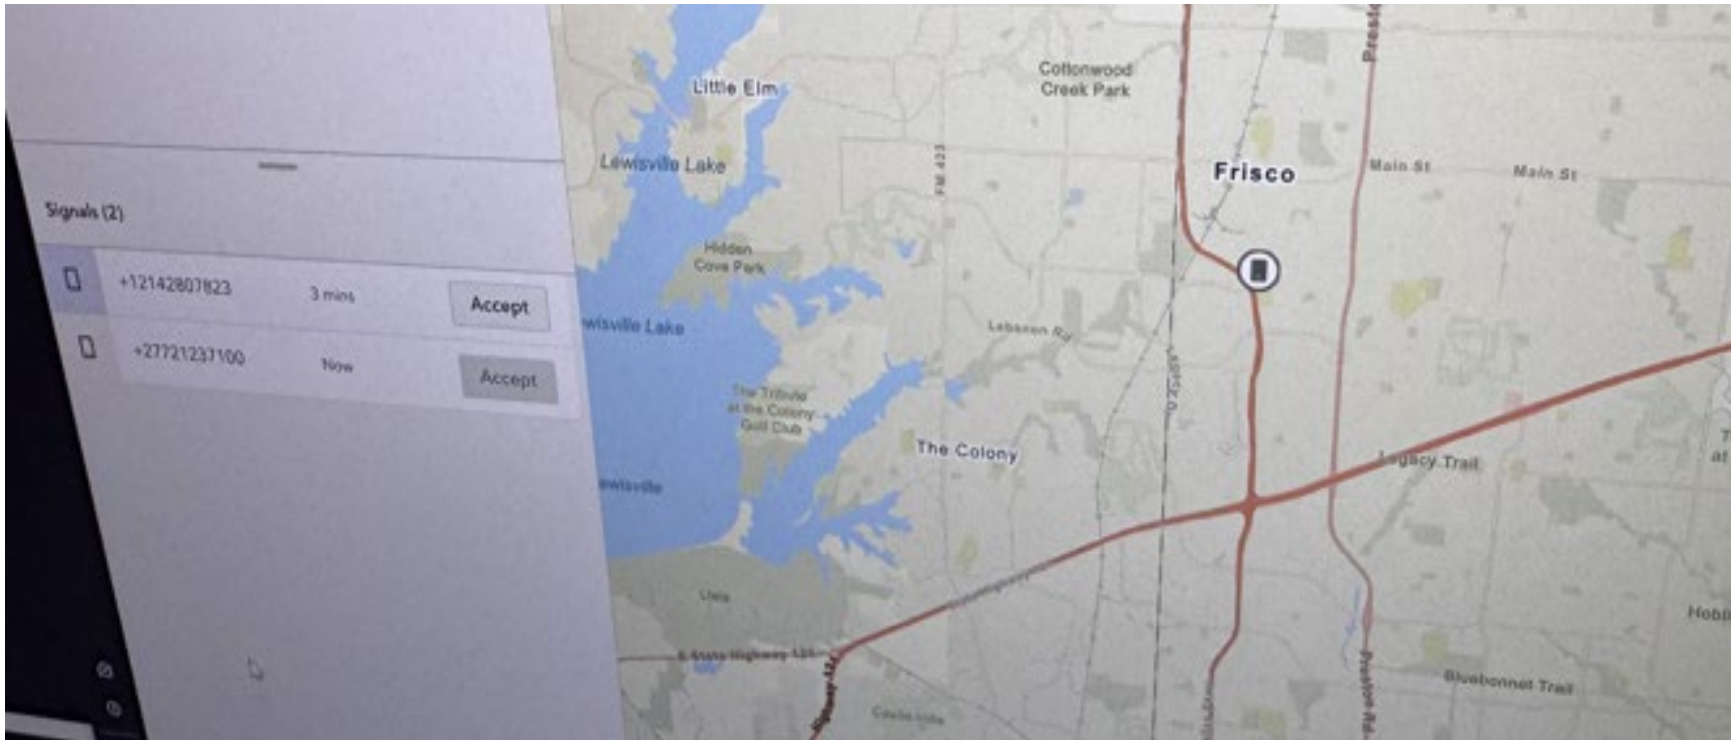 Signals (2)
+12142807823
3 mins
Accept
+27721237100
Now
Accept
Little Elm
Lewisville Lake
Hidden
Cove Park
wisville Lake
The Tribute
at the Colony
Golf Club
ewisville
The Colony
Cottonwood
Creek Park
FM 423
Frisco
Main St
Main St
Lebanon Rd
Legacy Trail
Bluebonnet Trail